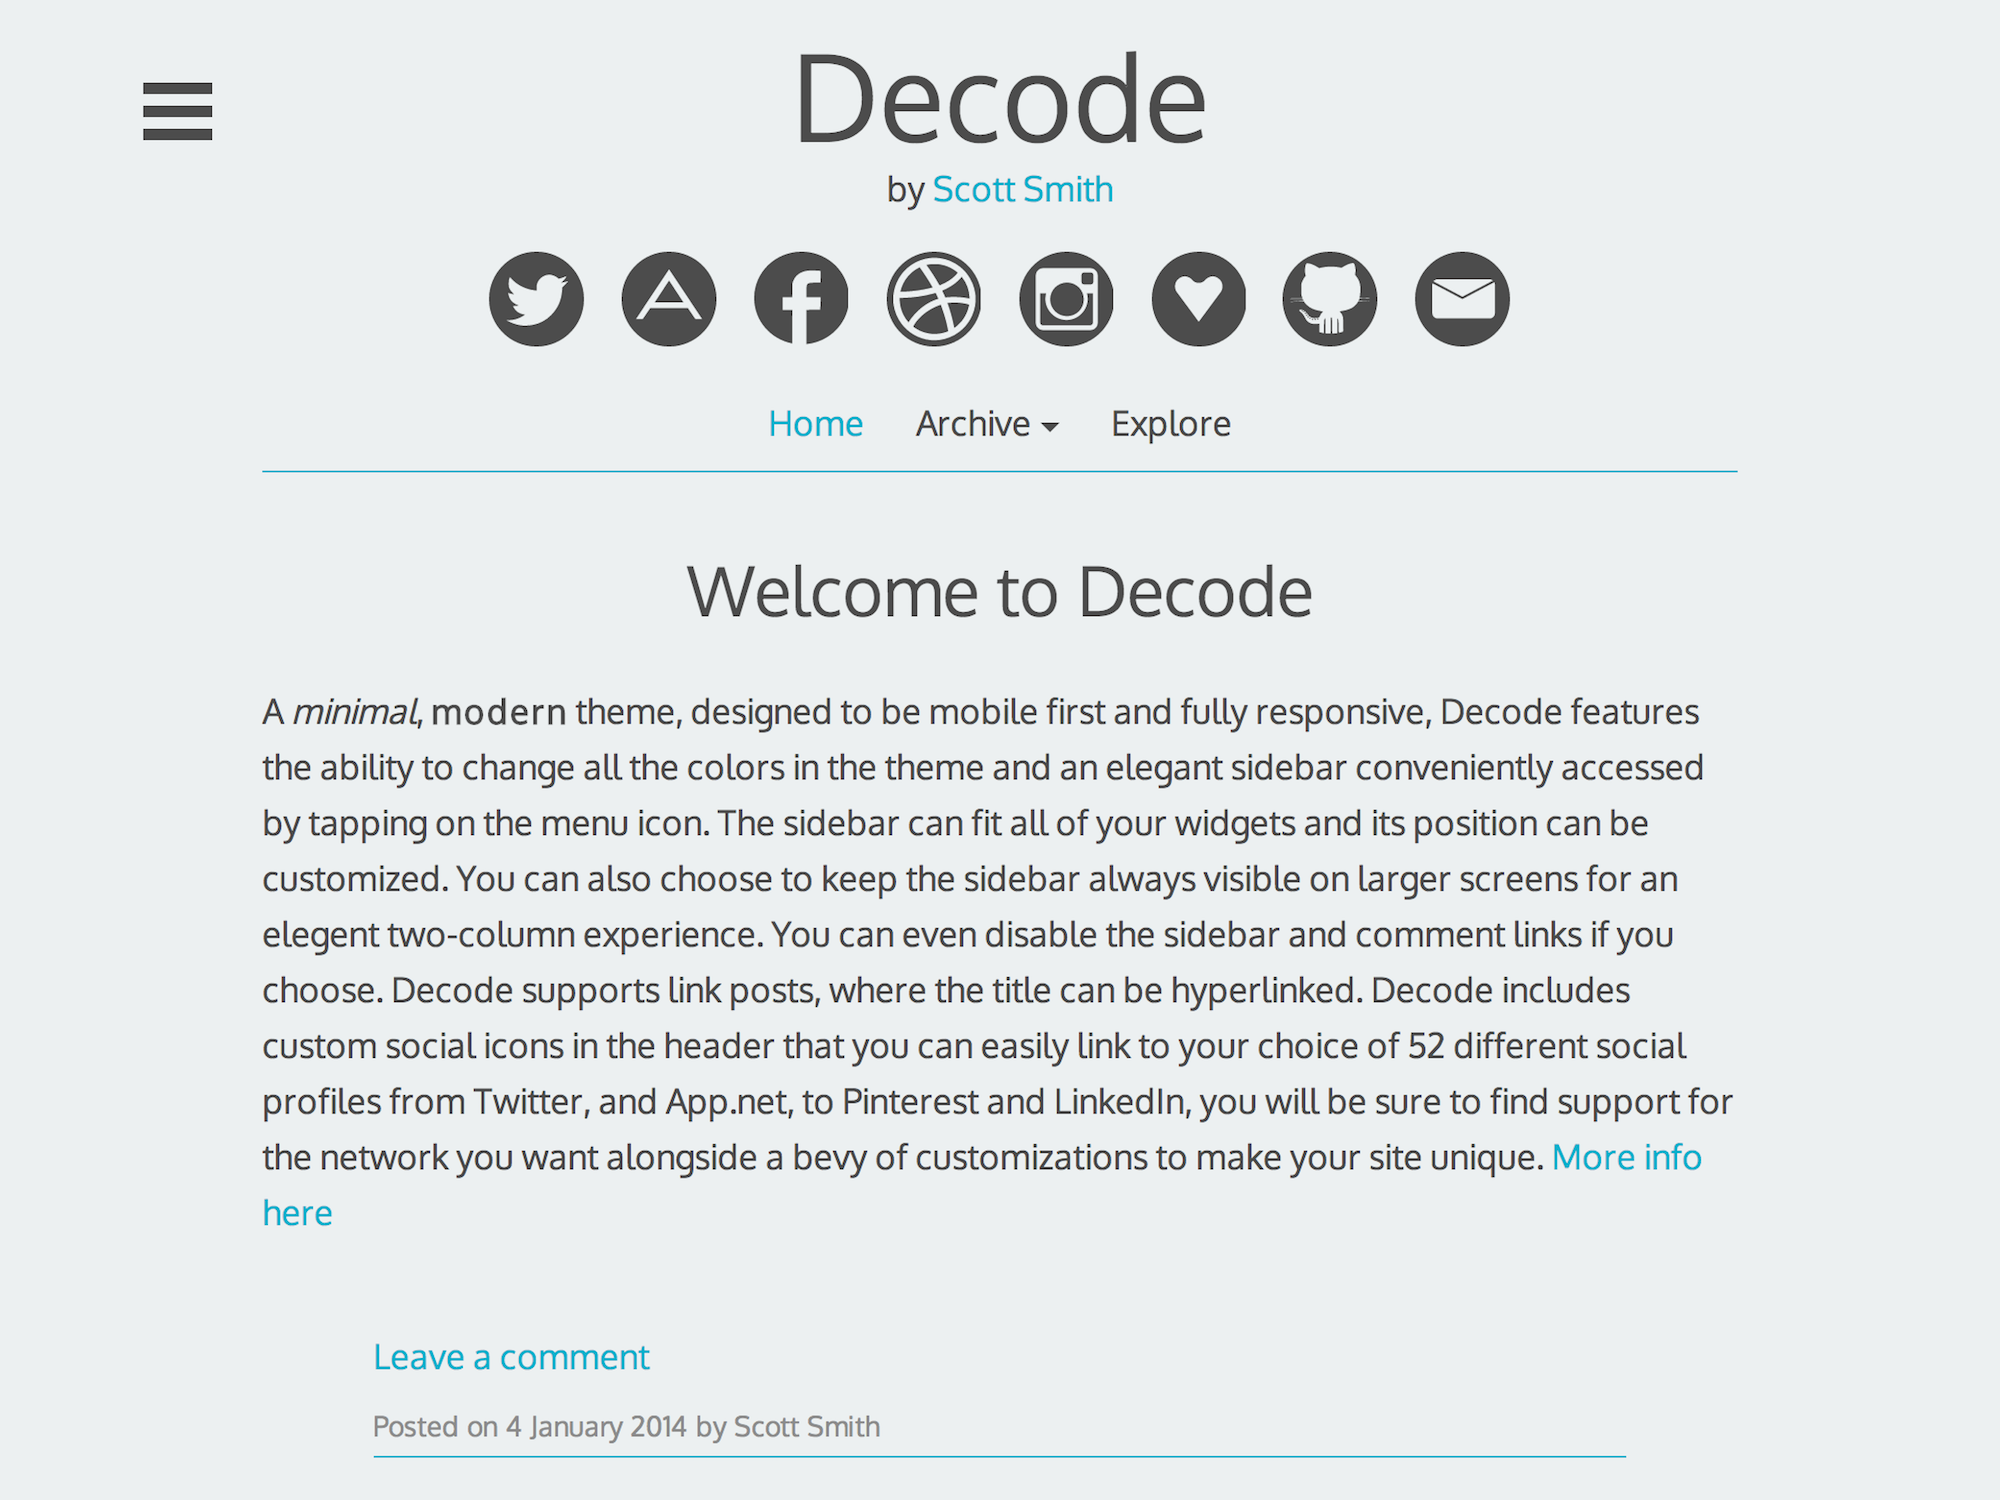 Decode
by Scott Smith
Home Archive Explore
Welcome to Decode
A minimal, modern theme, designed to be mobile first and fully responsive, Decode features
the ability to change all the colors in the theme and an elegant sidebar conveniently accessed
by tapping on the menu icon. The sidebar can fit all of your widgets and its position can be
customized. You can also choose to keep the sidebar always visible on larger screens for an
elegent two-column experience. You can even disable the sidebar and comment links if you
choose. Decode supports link posts, where the title can be hyperlinked. Decode includes
custom social icons in the header that you can easily link to your choice of 52 different social
profiles from Twitter, and App.net, to Pinterest and LinkedIn, you will be sure to find support for
the network you want alongside a bevy of customizations to make your site unique. More info
here
Leave a comment
Posted on 4 January 2014 by Scott Smith